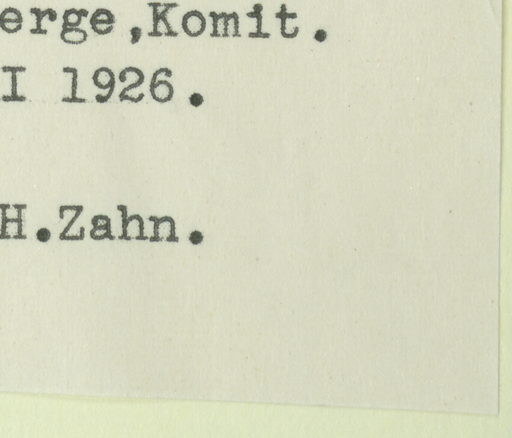 erge,Komit.
I 1926.
H.Zahn.